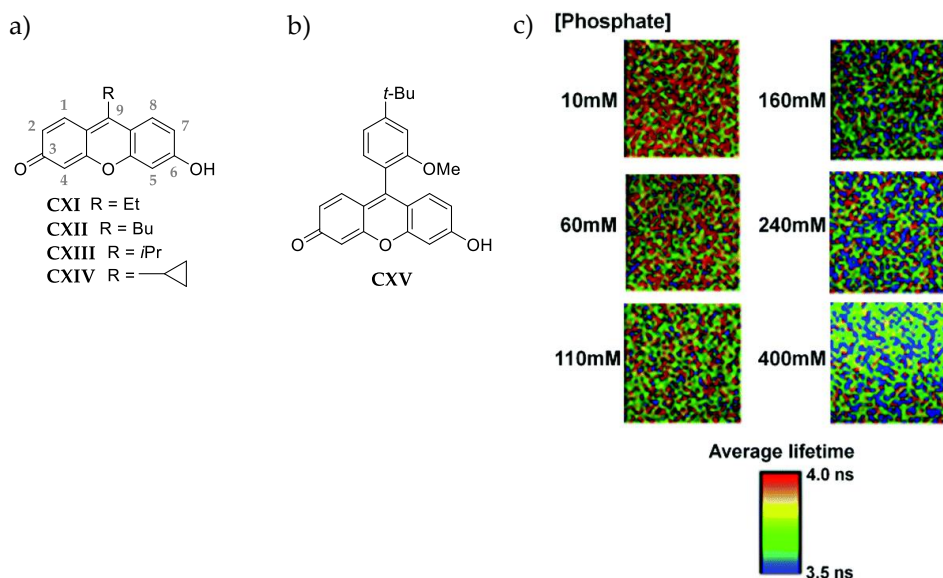 a)
R
1
9
8
2
7
3
O
4
O
5
6
OH
CXI R = Et
CXII R = Bu
CXIII R = iPr
CXIV R =
b)
t-Bu
OMe
O
O
OH
CXV
c)
[Phosphate]
10mM
160mM
60mM
240mM
110mM
400mM
Average lifetime
4.0 ns
3.5 ns